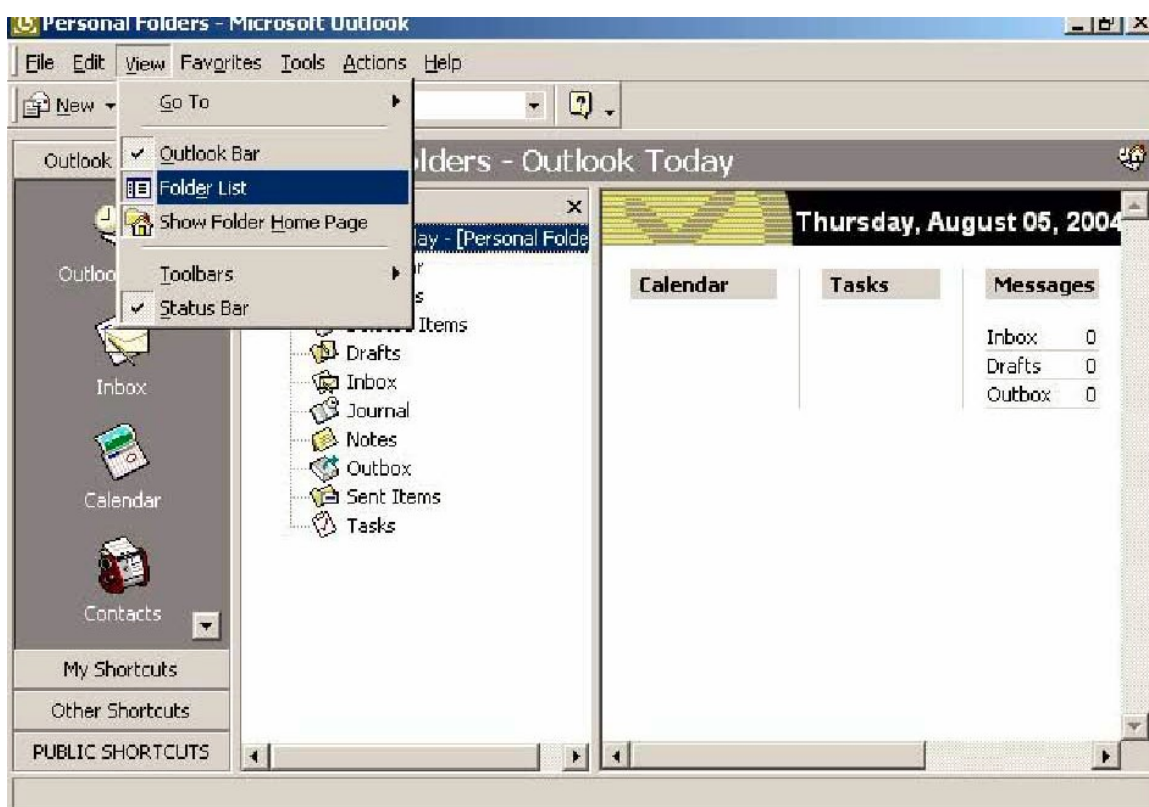 Personal Folders - Microsoft Outlook
File Edit View Favorites Tools Actions Help
New
Go To
Outlook Bar
Folder List
Show Folder Home Page
Toolbars
Status Bar
Outlook
lders - Outlook Today
Outloo
Inbox
Calendar
Contacts
My Shortcuts
Other Shortcuts
PUBLIC SHORTCUTS
lay - [Personal Folde
r
s
Items
Drafts
Inbox
Journal
Notes
Outbox
Sent Items
Tasks
Thursday, August 05, 2004
Calendar Tasks Messages
Inbox 0
Drafts 0
Outbox 0